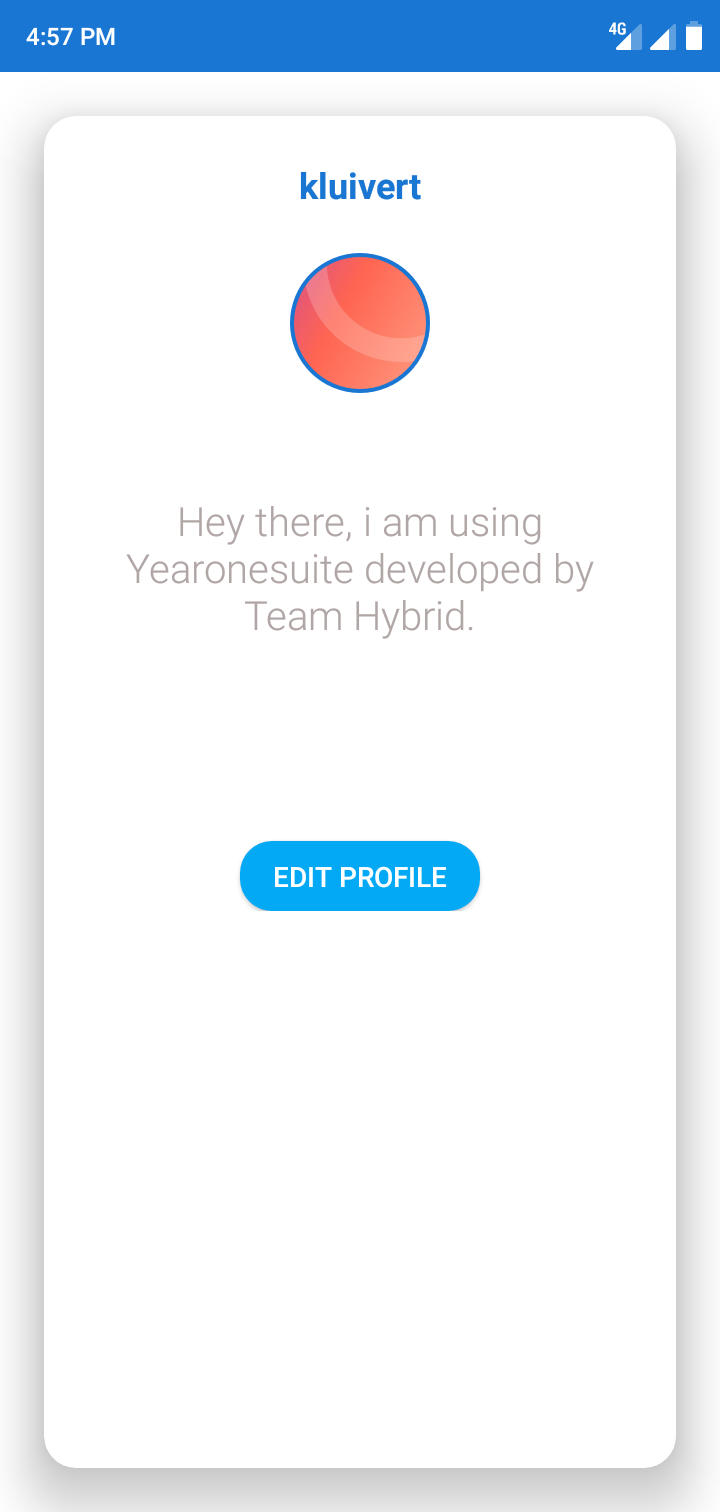 4:57 PM
4G
kluivert
Hey there, i am using
Yearonesuite developed by
Team Hybrid.
EDIT PROFILE